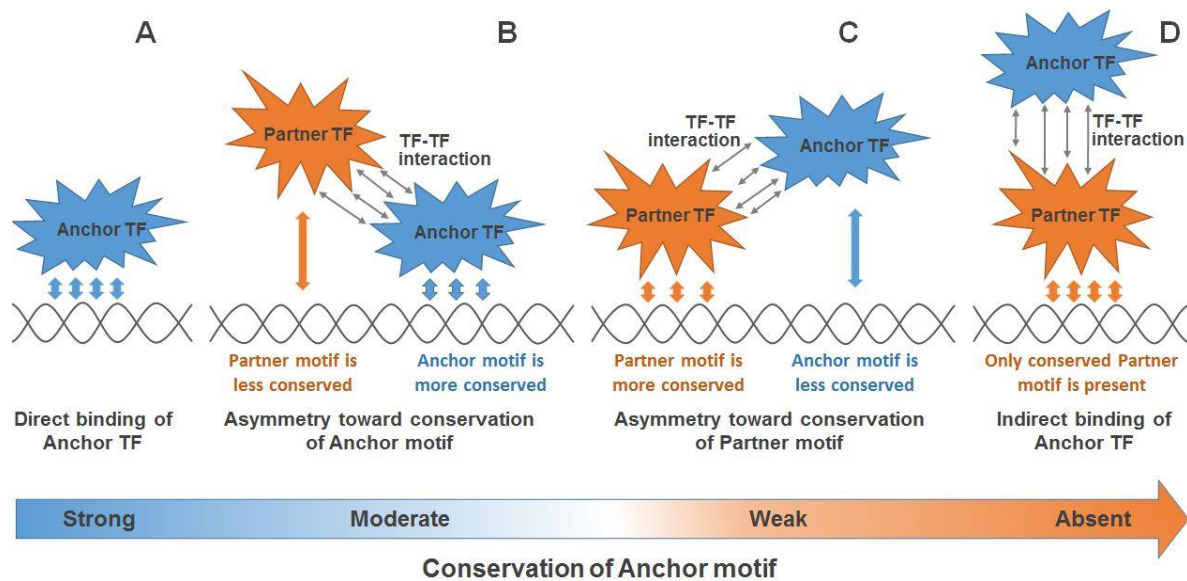 A
B
C
D
Anchor TF
Partner TF
TF-TF
interaction
Anchor TF
TF-TF
interaction
Anchor TF
Partner TF
Anchor TF
TF-TF
interaction
Partner TF
Partner motif is
less conserved
Anchor motif is
more conserved
Partner motif is
more conserved
Anchor motif is
less conserved
Only conserved Partner
motif is present
Direct binding of
Anchor TF
Asymmetry toward conservation
of Anchor motif
Asymmetry toward conservation
of Partner motif
Indirect binding of
Anchor TF
Strong
Moderate
Weak
Absent
Conservation of Anchor motif